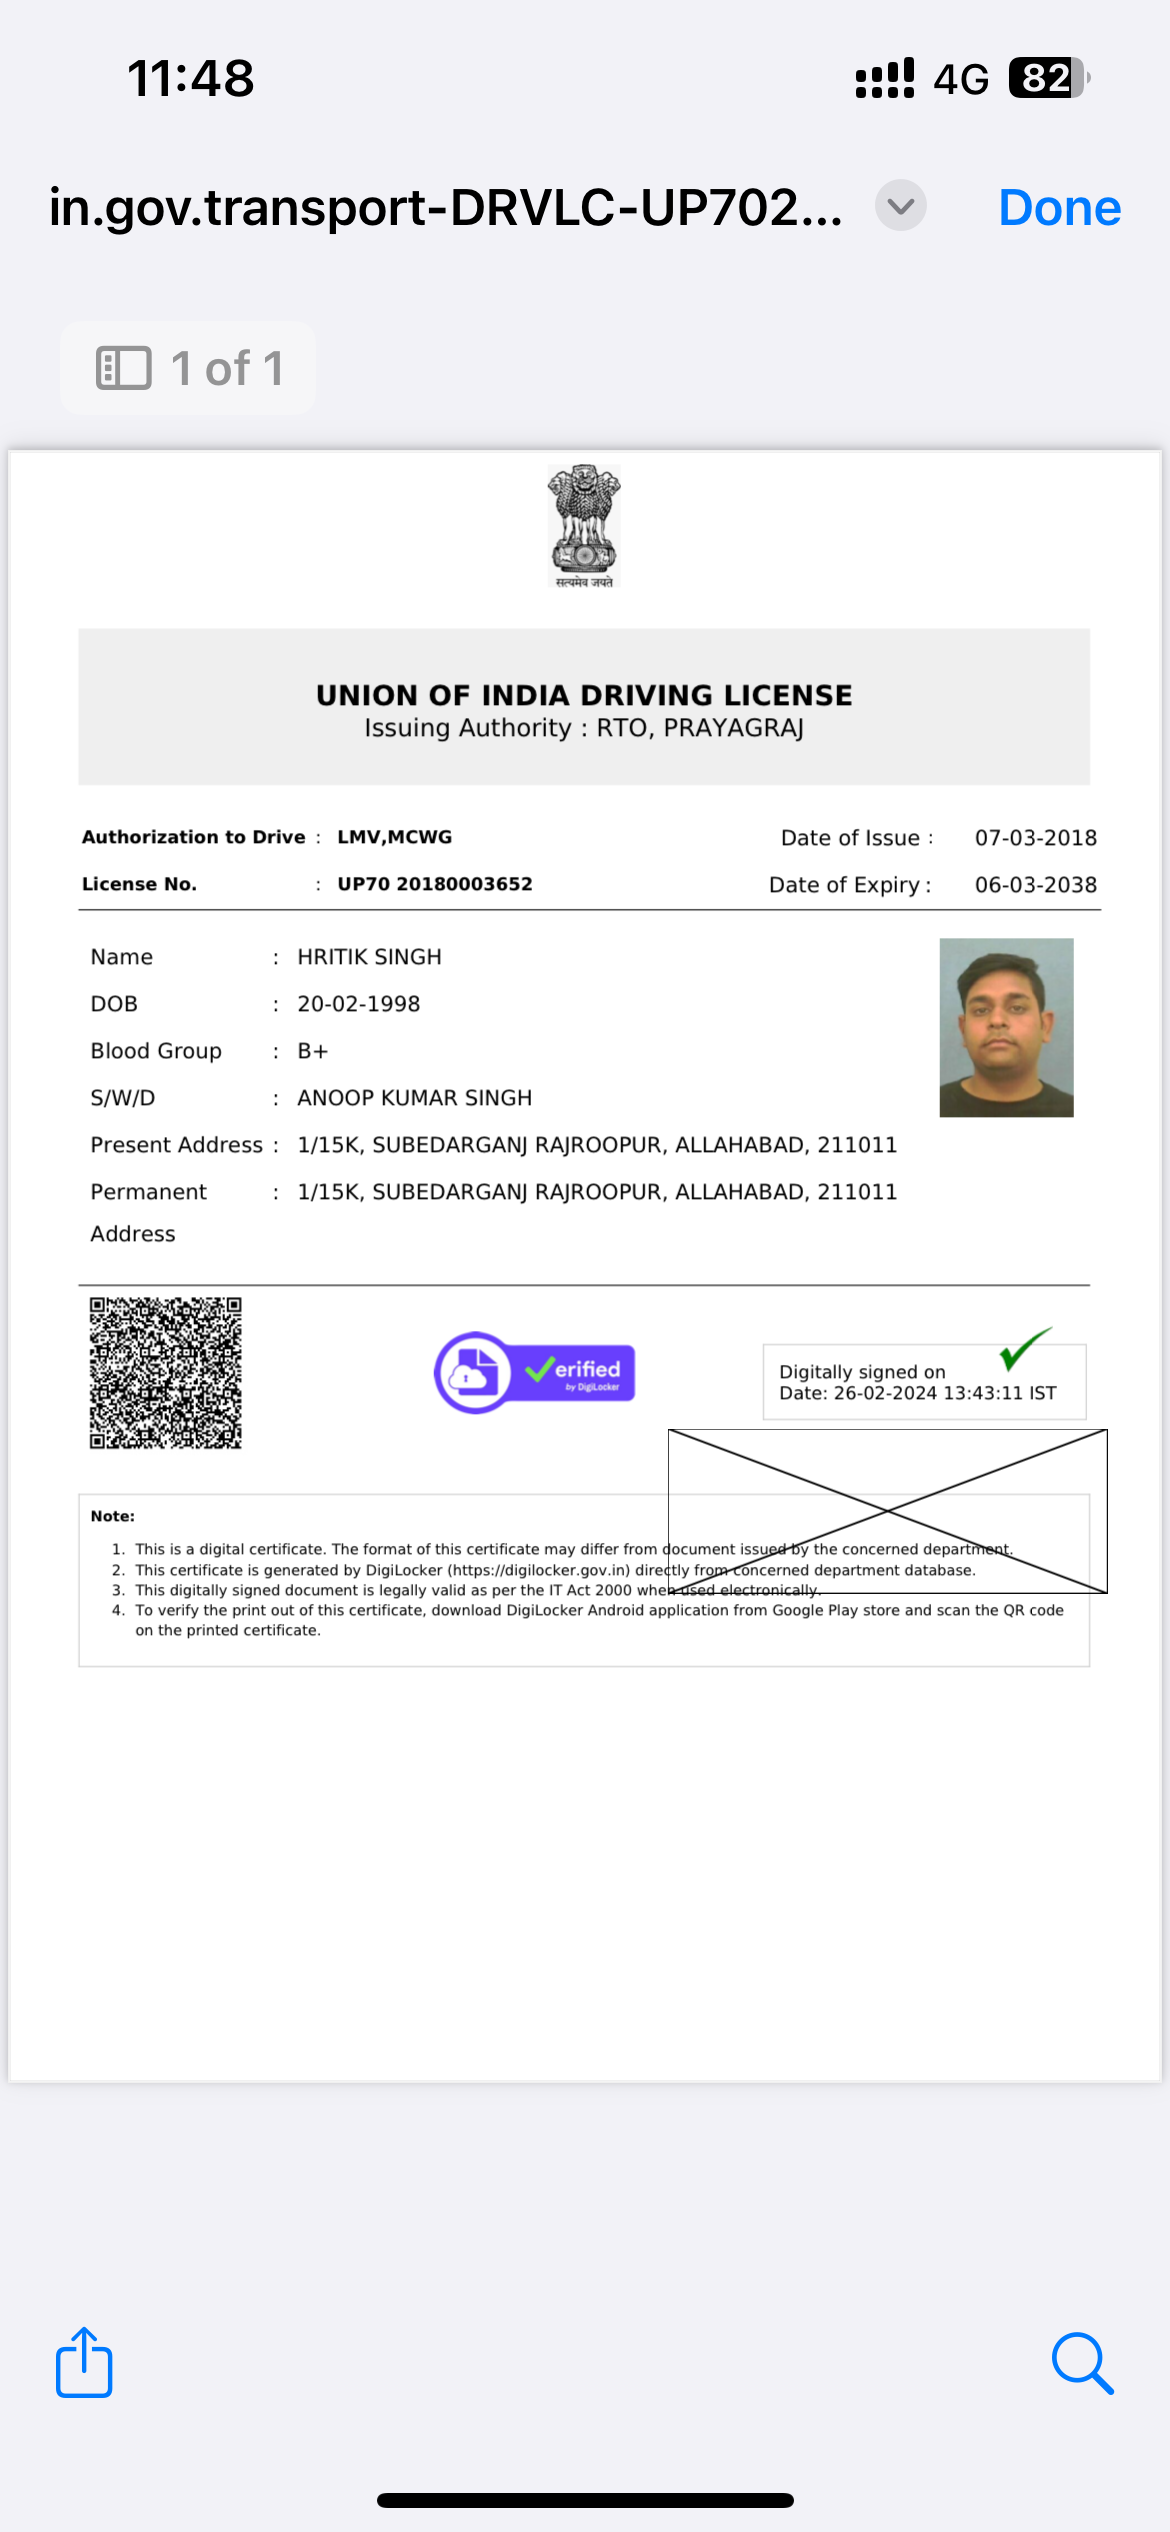 11:48
4G 82
in.gov.transport-DRVLC-UP702...
Done
1 of 1
सत्यमेव जयते
UNION OF INDIA DRIVING LICENSE
Issuing Authority : RTO, PRAYAGRAJ
Authorization to Drive : LMV,MCWG
Date of Issue : 07-03-2018
License No. : UP70 20180003652
Date of Expiry : 06-03-2038
Name : HRITIK SINGH
DOB : 20-02-1998
Blood Group : B+
S/W/D : ANOOP KUMAR SINGH
Present Address : 1/15K, SUBEDARGANJ RAJROOPUR, ALLAHABAD, 211011
Permanent : 1/15K, SUBEDARGANJ RAJROOPUR, ALLAHABAD, 211011
Address
erified
by DigiLocker
Digitally signed on
Date: 26-02-2024 13:43:11 IST
Note:
1. This is a digital certificate. The format of this certificate may differ from document issued by the concerned department.
2. This certificate is generated by DigiLocker (https://digilocker.gov.in) directly from concerned department database.
3. This digitally signed document is legally valid as per the IT Act 2000 when used electronically.
4. To verify the print out of this certificate, download DigiLocker Android application from Google Play store and scan the QR code
on the printed certificate.